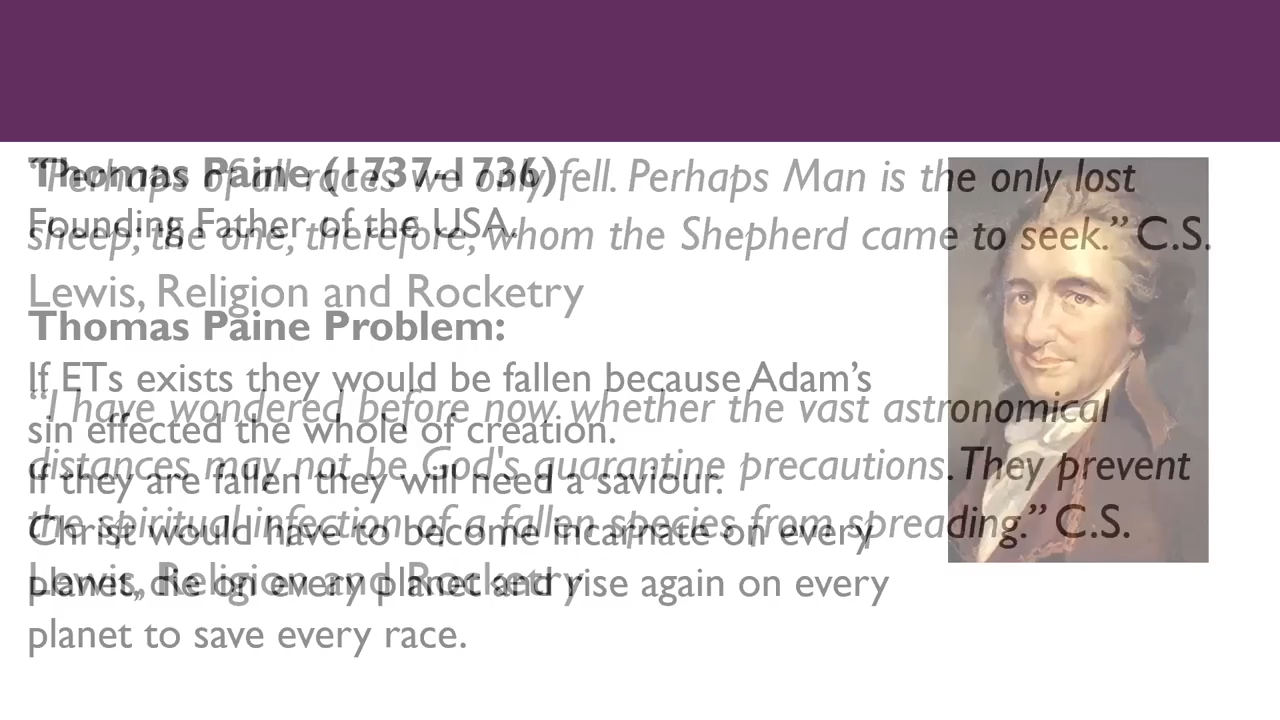 Thomas Paine (1737-1736)
Founding Father of the USA.
Thomas Paine Problem:
If ETs exists they would be fallen because Adam’s
sin effected the whole of creation.
If they are fallen they will need a saviour.
Christ would have to become incarnate on every
planet, die on every planet and rise again on every
planet to save every race.
“Perhaps of all races we only fell. Perhaps Man is the only lost
sheep; the one, therefore, whom the Shepherd came to seek.” C.S.
Lewis, Religion and Rocketry
“I have wondered before now whether the vast astronomical
distances may not be God's quarantine precautions. They prevent
the spiritual infection of a fallen species from spreading.” C.S.
Lewis, Religion and Rocketry